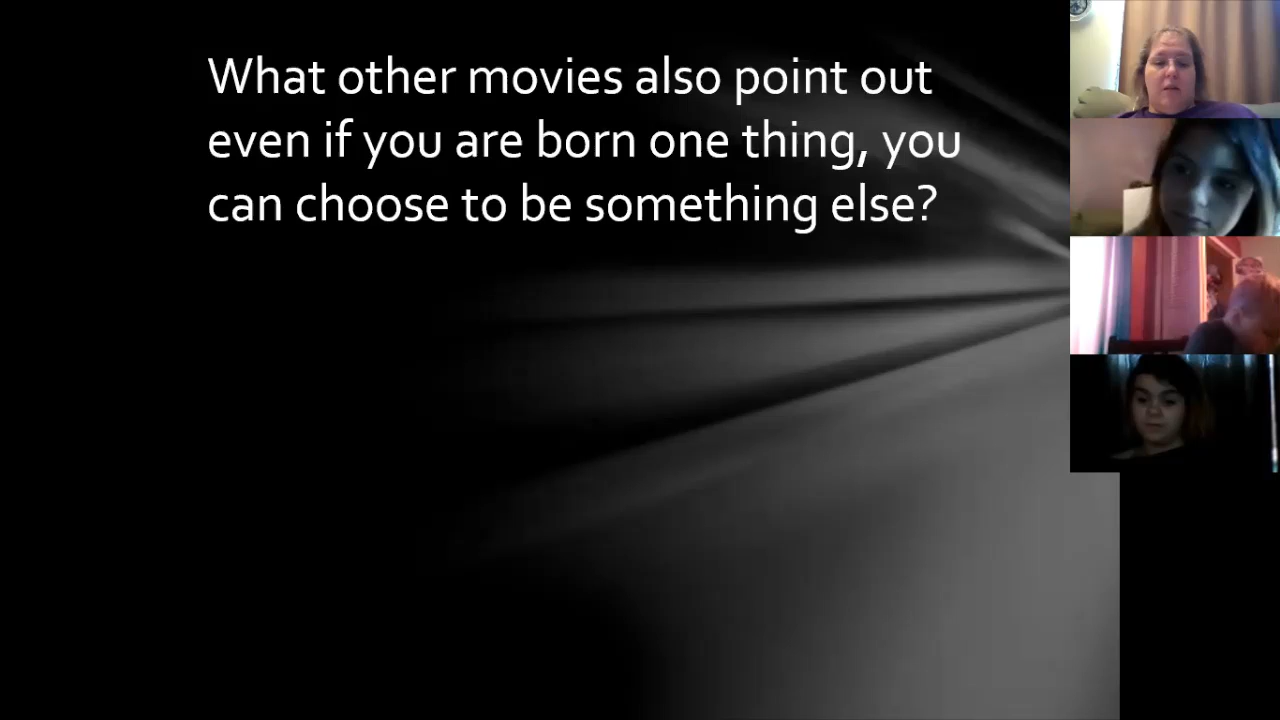 What other movies also point out
even if you are born one thing, you
can choose to be something else?